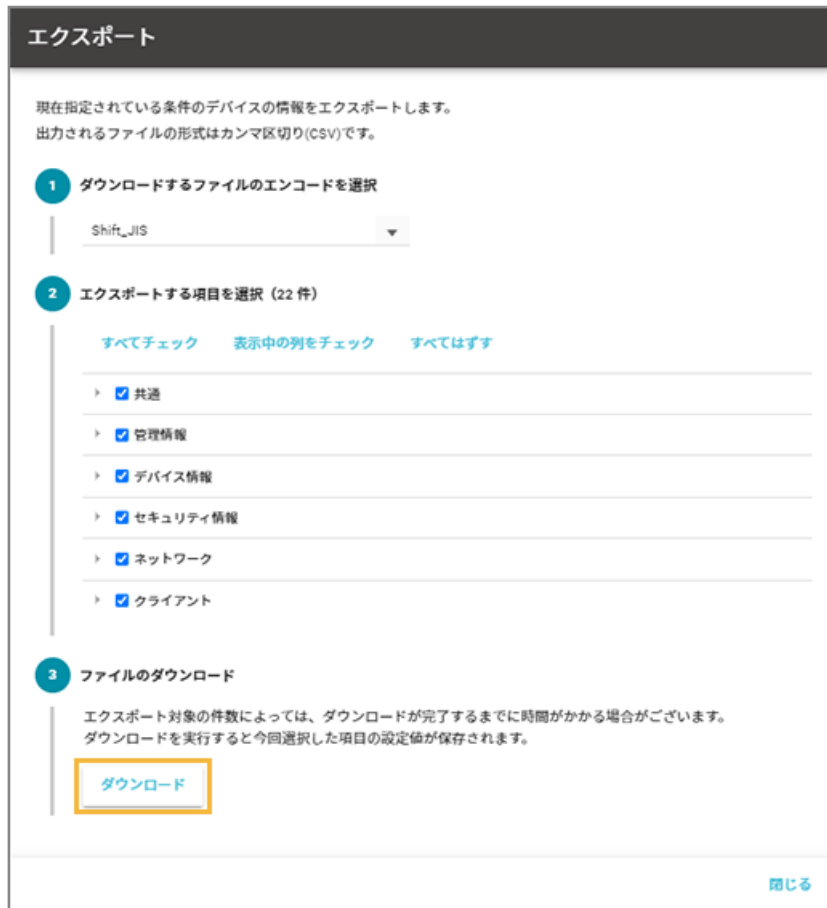 エクスポート
現在指定されている条件のデバイスの情報をエクスポートします。
出力されるファイルの形式はカンマ区切り(CSV)です。
1 ダウンロードするファイルのエンコードを選択
Shift_JIS
2 エクスポートする項目を選択（22 件）
すべてチェック 表示中の列をチェック すべてはずす
共通
管理情報
デバイス情報
セキュリティ情報
ネットワーク
クライアント
3 ファイルのダウンロード
エクスポート対象の件数によっては、ダウンロードが完了するまでに時間がかかる場合がございます。
ダウンロードを実行すると今回選択した項目の設定値が保存されます。
ダウンロード
閉じる